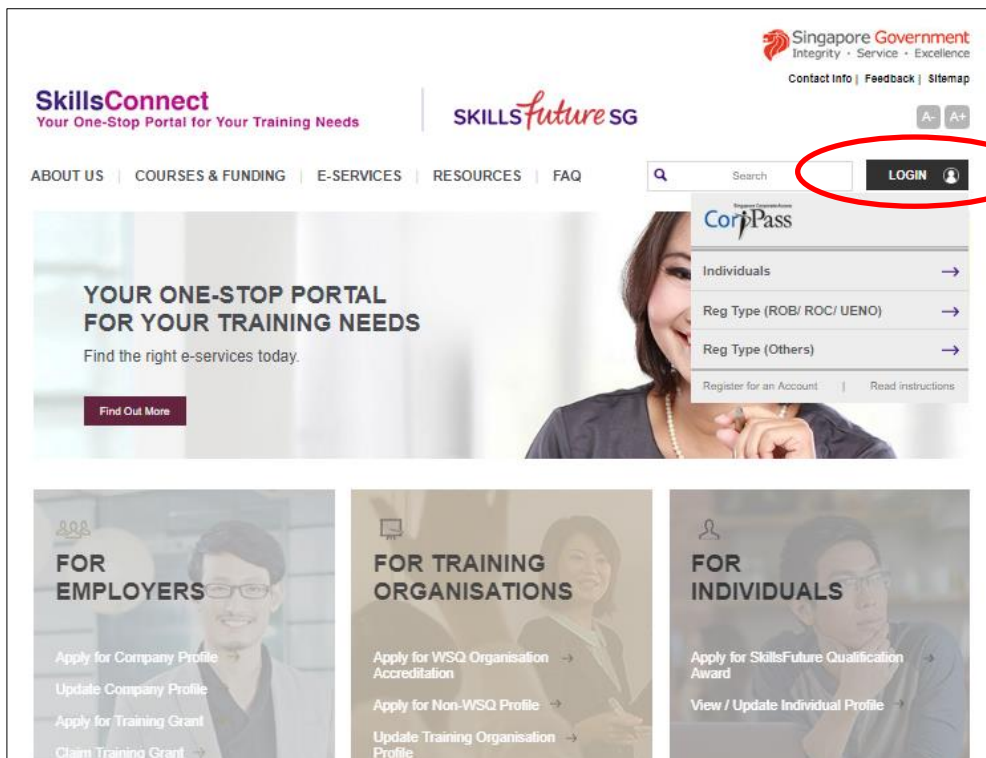 Singapore Government
Integrity · Service · Excellence
Contact Info | Feedback | Sitemap
SkillsConnect
Your One-Stop Portal for Your Training Needs
SKILLS future SG
A- A+
ABOUT US | COURSES & FUNDING | E-SERVICES | RESOURCES | FAQ
Search
LOGIN
Singapore Corporate Access
CorpPass
Individuals
Reg Type (ROB/ ROC/ UENO)
Reg Type (Others)
Register for an Account | Read instructions
YOUR ONE-STOP PORTAL
FOR YOUR TRAINING NEEDS
Find the right e-services today.
Find Out More
FOR
EMPLOYERS
Apply for Company Profile
Update Company Profile
Apply for Training Grant
Claim Training Grant
FOR TRAINING
ORGANISATIONS
Apply for WSQ Organisation
Accreditation
Apply for Non-WSQ Profile
Update Training Organisation
Profile
FOR
INDIVIDUALS
Apply for SkillsFuture Qualification
Award
View / Update Individual Profile